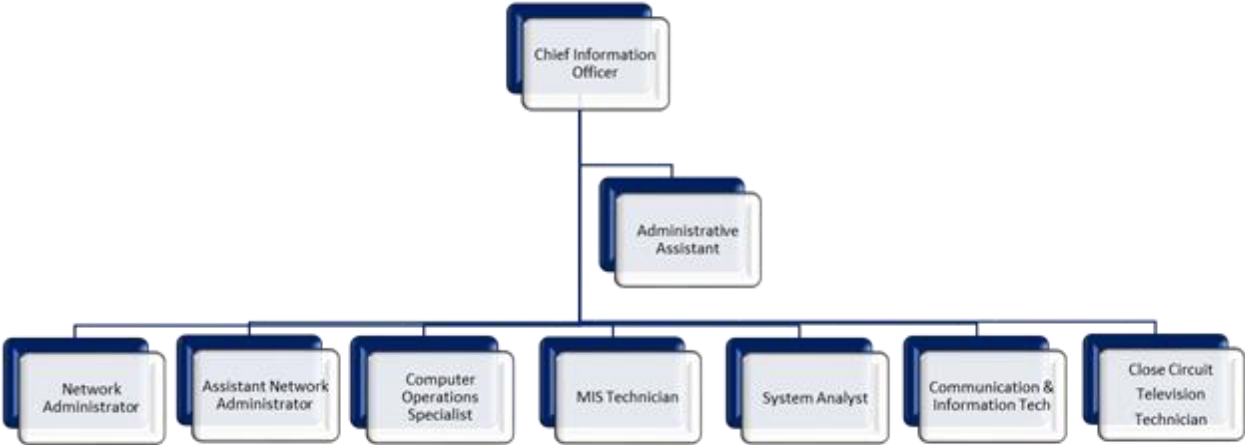 Chief Information
Officer
Administrative
Assistant
Network
Administrator
Assistant Network
Administrator
Computer
Operations
Specialist
MIS Technician
System Analyst
Communication &
Information Tech
Close Circuit
Television
Technician